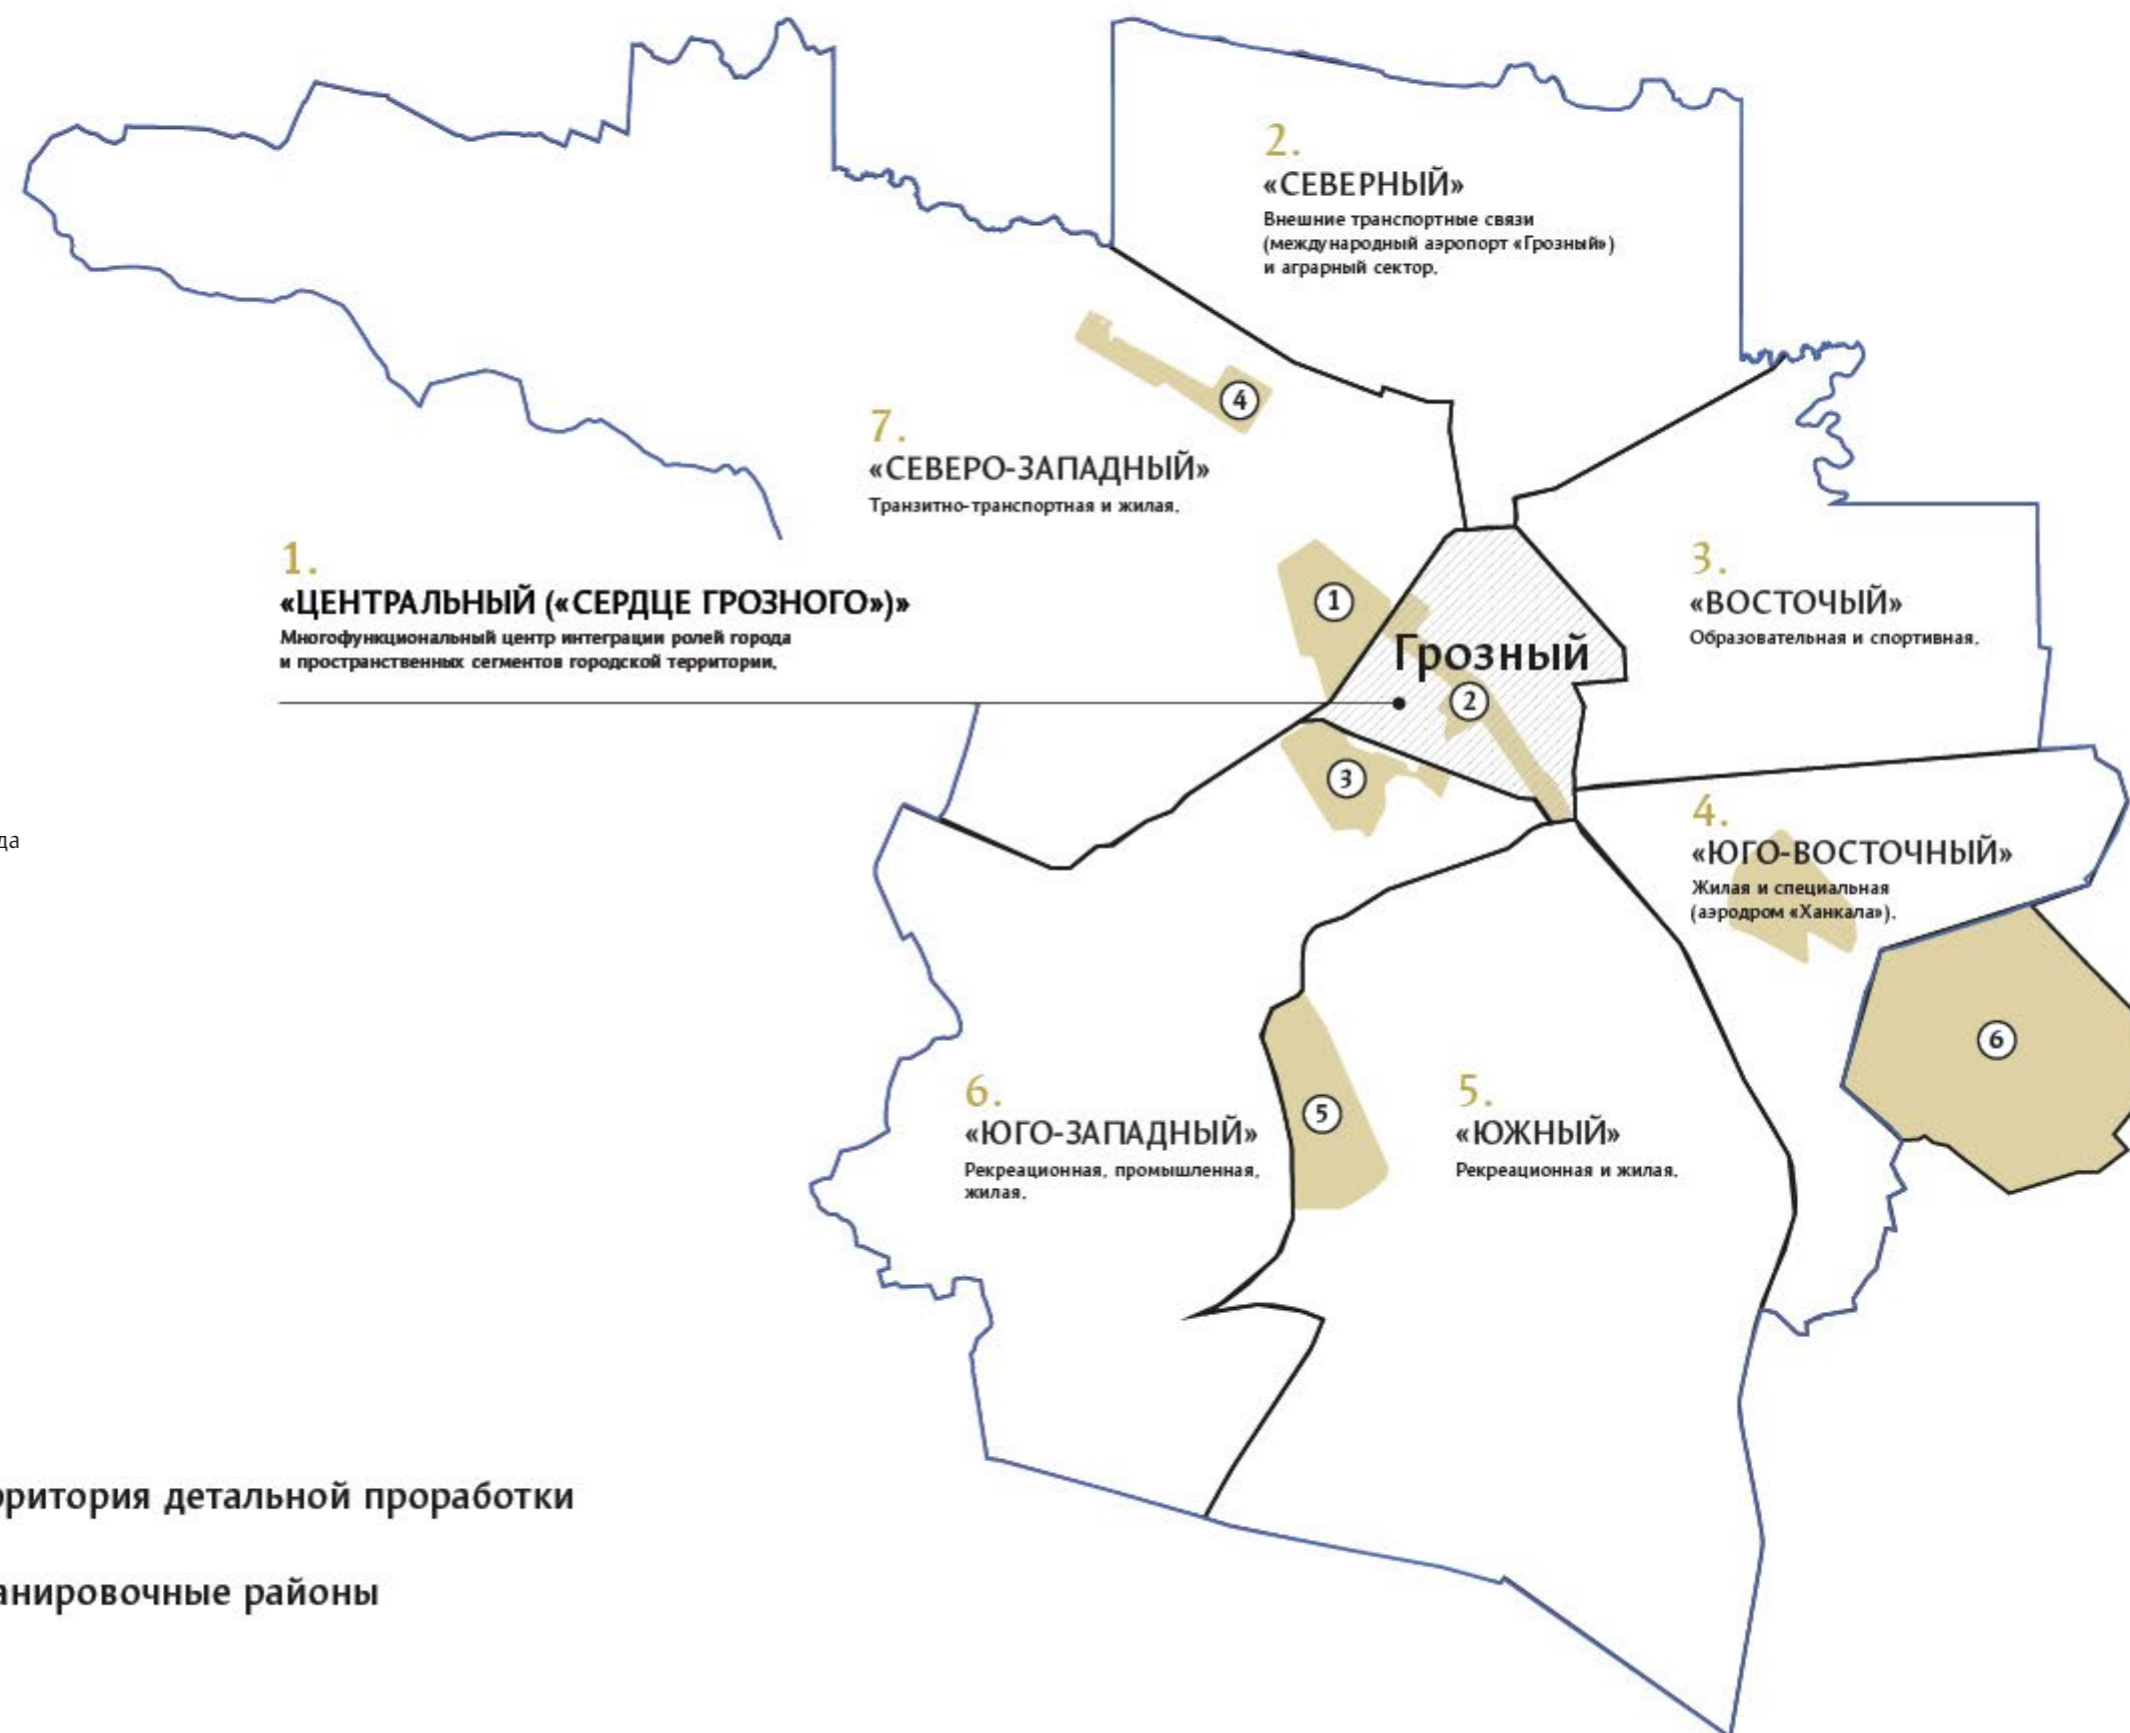 2.
«СЕВЕРНЫЙ»
Внешние транспортные связи
(международный аэропорт «Грозный»)
и аграрный сектор.
4
7.
«СЕВЕРО-ЗАПАДНЫЙ»
Транзитно-транспортная и жилая.
1.
«ЦЕНТРАЛЬНЫЙ («СЕРДЦЕ ГРОЗНОГО»)»
Многофункциональный центр интеграции ролей города
и пространственных сегментов городской территории.
3.
«ВОСТОЧЫЙ»
Образовательная и спортивная.
1
Грозный
2
3
да
4.
«ЮГО-ВОСТОЧНЫЙ»
Жилая и специальная
(аэродром «Ханкала»).
6
6.
«ЮГО-ЗАПАДНЫЙ»
Рекреационная, промышленная,
жилая.
5
5.
«ЮЖНЫЙ»
Рекреационная и жилая.
рритория детальной проработки
анировочные районы